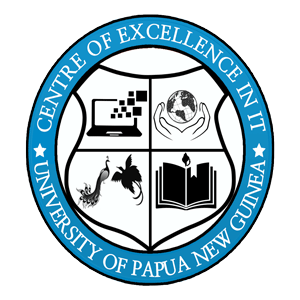 CENTRE OF EXCELLENCE IN IT
UNIVERSITY OF PAPUA NEW GUINEA